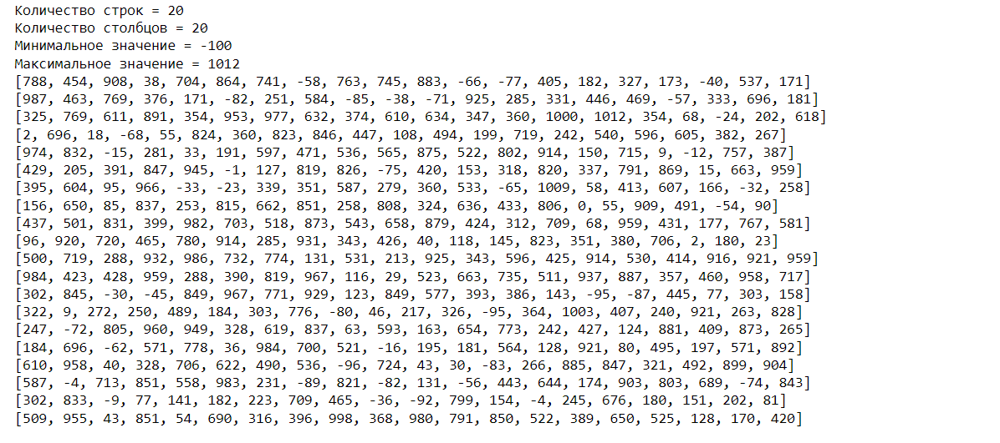 Количество строк = 20
Количество столбцов = 20
Минимальное значение = -100
Максимальное значение = 1012
[788, 454, 908, 38, 704, 864, 741, -58, 763, 745, 883, -66, -77, 405, 182, 327, 173, -40, 537, 171]
[987, 463, 769, 376, 171, -82, 251, 584, -85, -38, -71, 925, 285, 331, 446, 469, -57, 333, 696, 181]
[325, 769, 611, 891, 354, 953, 977, 632, 374, 610, 634, 347, 360, 1000, 1012, 354, 68, -24, 202, 618]
[2, 696, 18, -68, 55, 824, 360, 823, 846, 447, 108, 494, 199, 719, 242, 540, 596, 605, 382, 267]
[974, 832, -15, 281, 33, 191, 597, 471, 536, 565, 875, 522, 802, 914, 150, 715, 9, -12, 757, 387]
[429, 205, 391, 847, 945, -1, 127, 819, 826, -75, 420, 153, 318, 820, 337, 791, 869, 15, 663, 959]
[395, 604, 95, 966, -33, -23, 339, 351, 587, 279, 360, 533, -65, 1009, 58, 413, 607, 166, -32, 258]
[156, 650, 85, 837, 253, 815, 662, 851, 258, 808, 324, 636, 433, 806, 0, 55, 909, 491, -54, 90]
[437, 501, 831, 399, 982, 703, 518, 873, 543, 658, 879, 424, 312, 709, 68, 959, 431, 177, 767, 581]
[96, 920, 720, 465, 780, 914, 285, 931, 343, 426, 40, 118, 145, 823, 351, 380, 706, 2, 180, 23]
[500, 719, 288, 932, 986, 732, 774, 131, 531, 213, 925, 343, 596, 425, 914, 530, 414, 916, 921, 959]
[984, 423, 428, 959, 288, 390, 819, 967, 116, 29, 523, 663, 735, 511, 937, 887, 357, 460, 958, 717]
[302, 845, -30, -45, 849, 967, 771, 929, 123, 849, 577, 393, 386, 143, -95, -87, 445, 77, 303, 158]
[322, 9, 272, 250, 489, 184, 303, 776, -80, 46, 217, 326, -95, 364, 1003, 407, 240, 921, 263, 828]
[247, -72, 805, 960, 949, 328, 619, 837, 63, 593, 163, 654, 773, 242, 427, 124, 881, 409, 873, 265]
[184, 696, -62, 571, 778, 36, 984, 700, 521, -16, 195, 181, 564, 128, 921, 80, 495, 197, 571, 892]
[610, 958, 40, 328, 706, 622, 490, 536, -96, 724, 43, 30, -83, 266, 885, 847, 321, 492, 899, 904]
[587, -4, 713, 851, 558, 983, 231, -89, 821, -82, 131, -56, 443, 644, 174, 903, 803, 689, -74, 843]
[302, 833, -9, 77, 141, 182, 223, 709, 465, -36, -92, 799, 154, -4, 245, 676, 180, 151, 202, 81]
[509, 955, 43, 851, 54, 690, 316, 396, 998, 368, 980, 791, 850, 522, 389, 650, 525, 128, 170, 420]